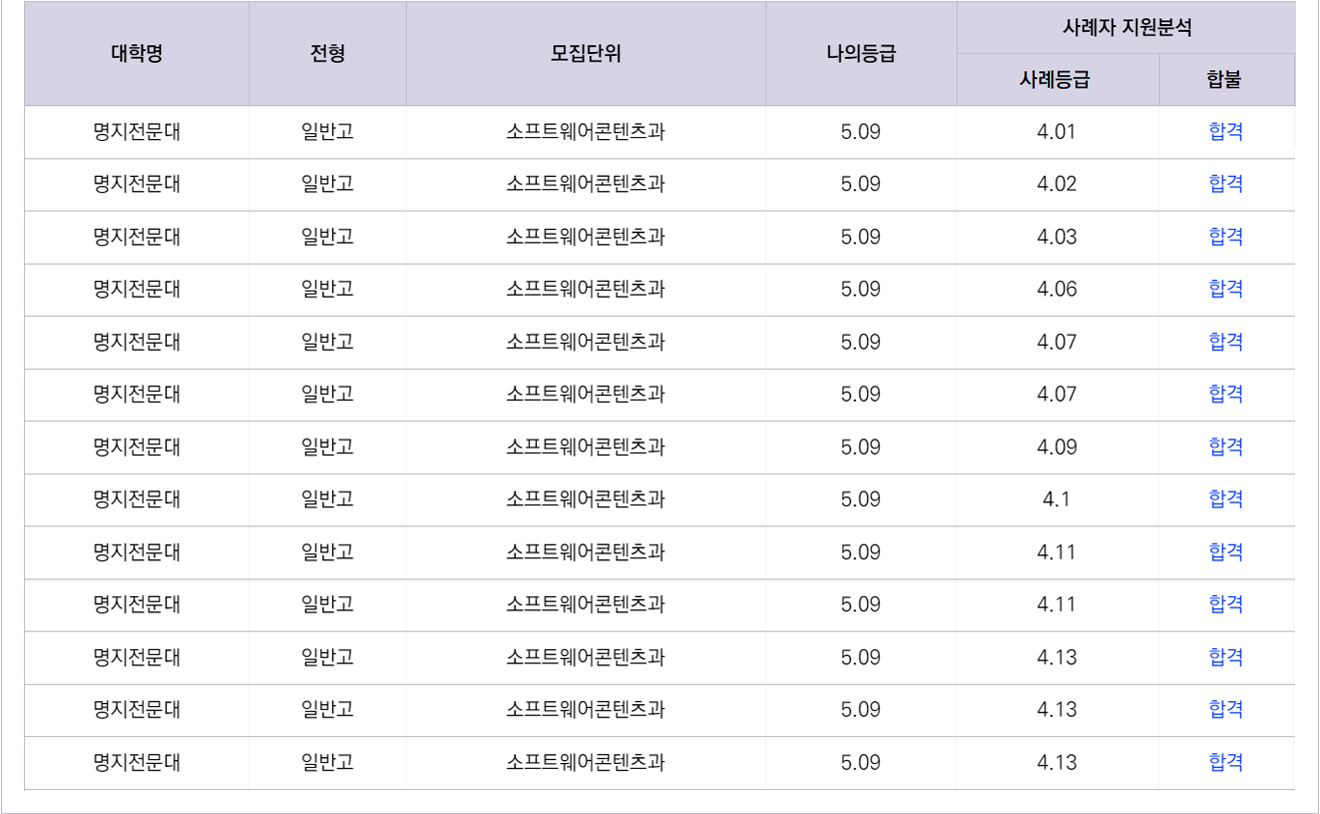 대학명 전형 모집단위 나의등급 사례자 지원분석
사례등급 합불
명지전문대 일반고 소프트웨어콘텐츠과 5.09 4.01 합격
명지전문대 일반고 소프트웨어콘텐츠과 5.09 4.02 합격
명지전문대 일반고 소프트웨어콘텐츠과 5.09 4.03 합격
명지전문대 일반고 소프트웨어콘텐츠과 5.09 4.06 합격
명지전문대 일반고 소프트웨어콘텐츠과 5.09 4.07 합격
명지전문대 일반고 소프트웨어콘텐츠과 5.09 4.07 합격
명지전문대 일반고 소프트웨어콘텐츠과 5.09 4.09 합격
명지전문대 일반고 소프트웨어콘텐츠과 5.09 4.1 합격
명지전문대 일반고 소프트웨어콘텐츠과 5.09 4.11 합격
명지전문대 일반고 소프트웨어콘텐츠과 5.09 4.11 합격
명지전문대 일반고 소프트웨어콘텐츠과 5.09 4.13 합격
명지전문대 일반고 소프트웨어콘텐츠과 5.09 4.13 합격
명지전문대 일반고 소프트웨어콘텐츠과 5.09 4.13 합격